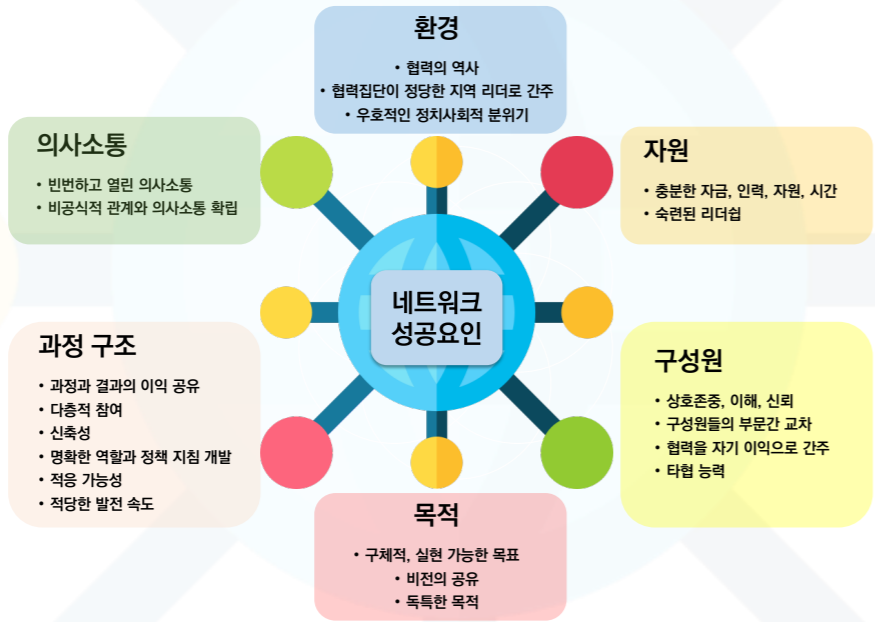 환경
• 협력의 역사
• 협력집단이 정당한 지역 리더로 간주
• 우호적인 정치사회적 분위기
의사소통
• 빈번하고 열린 의사소통
• 비공식적 관계와 의사소통 확립
자원
• 충분한 자금, 인력, 자원, 시간
• 숙련된 리더쉽
네트워크
성공요인
과정 구조
• 과정과 결과의 이익 공유
• 다층적 참여
• 신축성
• 명확한 역할과 정책 지침 개발
• 적응 가능성
• 적당한 발전 속도
구성원
• 상호존중, 이해, 신뢰
• 구성원들의 부문간 교차
• 협력을 자기 이익으로 간주
• 타협 능력
목적
• 구체적, 실현 가능한 목표
• 비전의 공유
• 독특한 목적